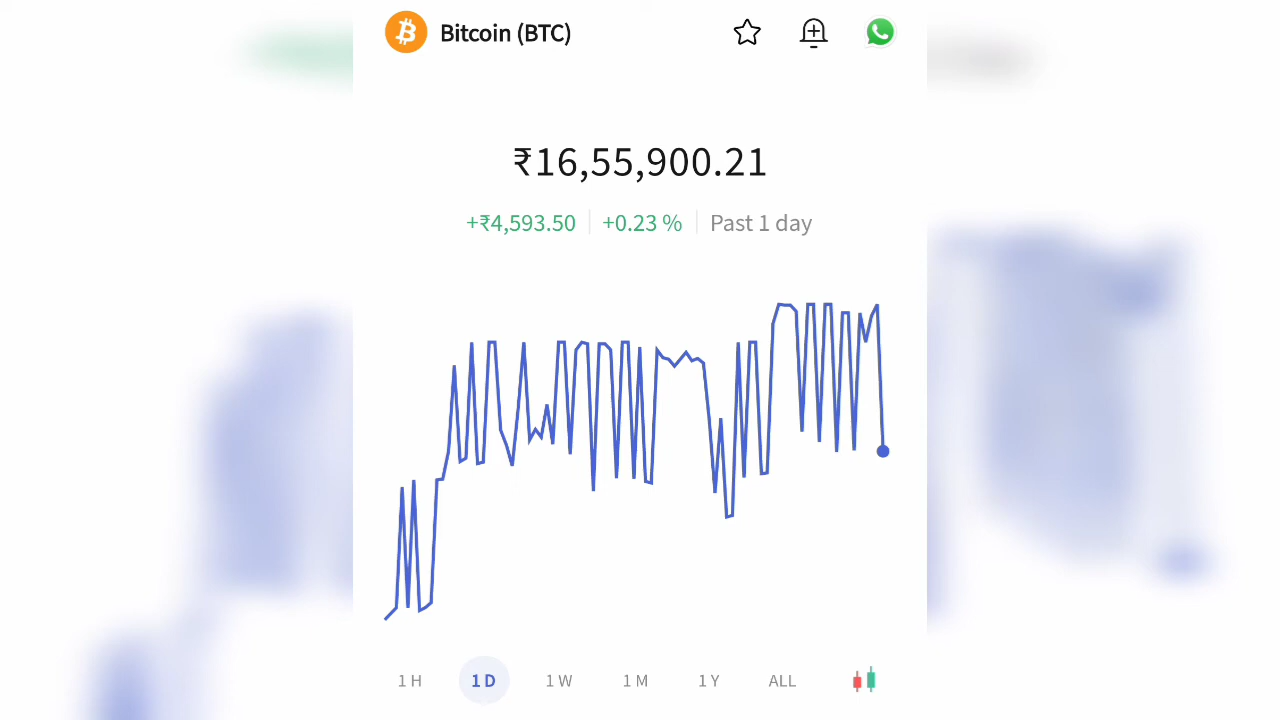 Bitcoin (BTC)
₹16,55,900.21
+₹4,593.50 +0.23 % Past 1 day
1 H 1 D 1 W 1 M 1 Y ALL